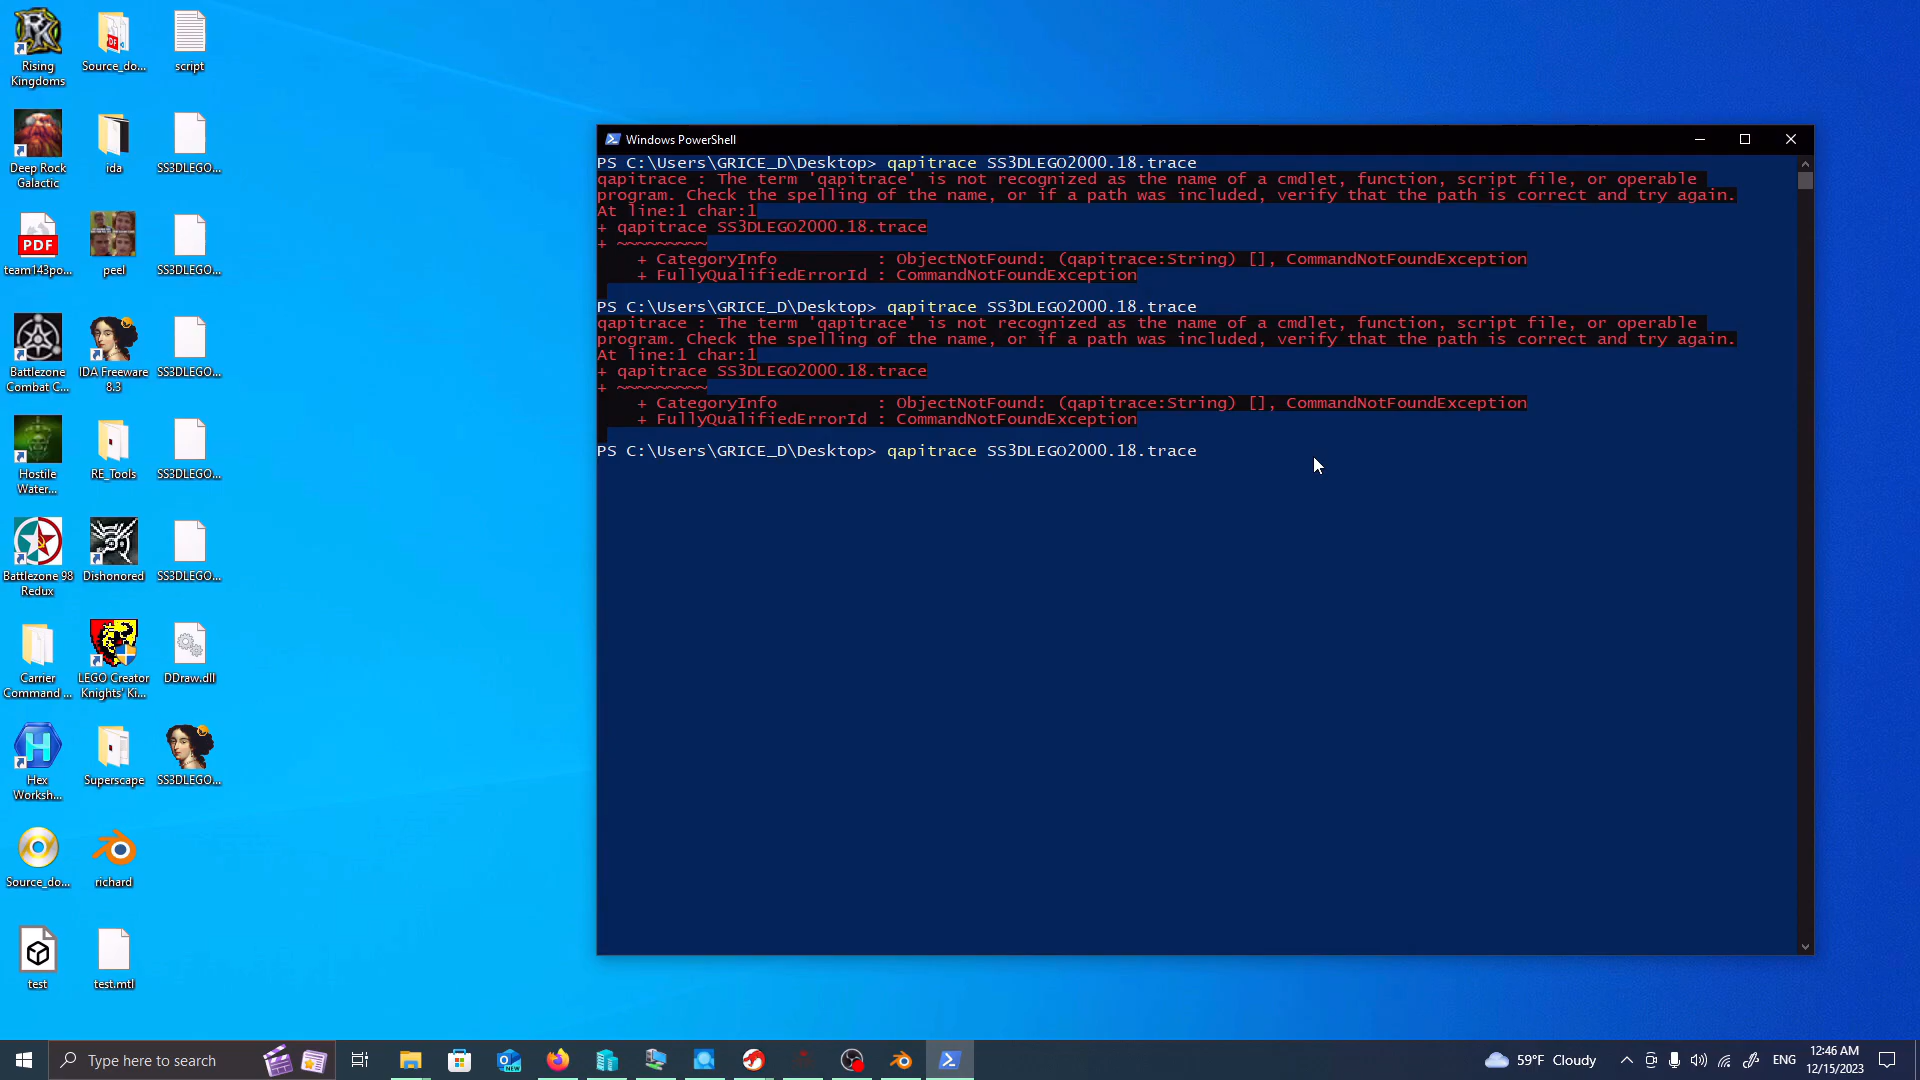 Rising
Kingdoms
Source_do...
script
Deep Rock
Galactic
ida
SS3DLEGO...
PDF
team143po...
peel
SS3DLEGO...
Battlezone
Combat C...
IDA Freeware
8.3
SS3DLEGO...
Hostile
Water...
RE_Tools
SS3DLEGO...
Battlezone 98
Redux
Dishonored
SS3DLEGO...
Carrier
Command ...
LEGO Creator
Knights' Ki...
DDraw.dll
Hex
Worksh...
Superscape
SS3DLEGO...
Source_do...
richard
test
test.mtl
Windows PowerShell
PS C:\Users\GRICE_D\Desktop> qapitrace SS3DLEGO2000.18.trace
qapitrace : The term 'qapitrace' is not recognized as the name of a cmdlet, function, script file, or operable
program. Check the spelling of the name, or if a path was included, verify that the path is correct and try again.
At line:1 char:1
+ qapitrace SS3DLEGO2000.18.trace
+ ~~~~~~~~~
+ CategoryInfo          : ObjectNotFound: (qapitrace:String) [], CommandNotFoundException
+ FullyQualifiedErrorId : CommandNotFoundException
PS C:\Users\GRICE_D\Desktop> qapitrace SS3DLEGO2000.18.trace
qapitrace : The term 'qapitrace' is not recognized as the name of a cmdlet, function, script file, or operable
program. Check the spelling of the name, or if a path was included, verify that the path is correct and try again.
At line:1 char:1
+ qapitrace SS3DLEGO2000.18.trace
+ ~~~~~~~~~
+ CategoryInfo          : ObjectNotFound: (qapitrace:String) [], CommandNotFoundException
+ FullyQualifiedErrorId : CommandNotFoundException
PS C:\Users\GRICE_D\Desktop> qapitrace SS3DLEGO2000.18.trace
Type here to search
NEW
59°F Cloudy
ENG
12:46 AM
12/15/2023